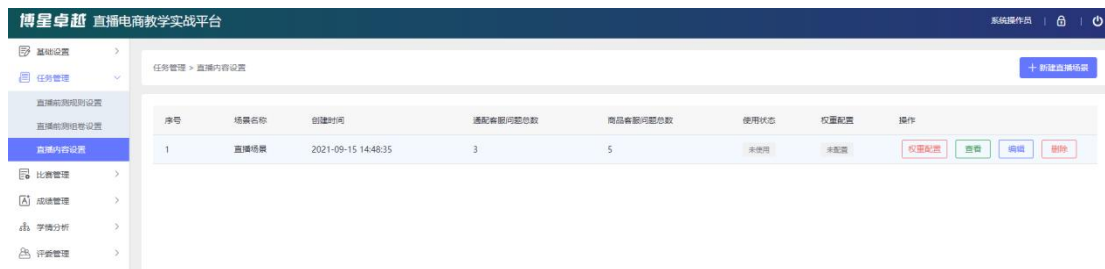 博星卓越 直播电商教学实战平台
系统操作员
基础设置
任务管理
直播前测规则设置
直播前测组卷设置
直播内容设置
比赛管理
成绩管理
学情分析
评委管理
任务管理 > 直播内容设置
+ 新建直播场景
序号 场景名称 创建时间 通配客服问题总数 商品客服问题总数 使用状态 权重配置 操作
1 直播场景 2021-09-15 14:48:35 3 5 未使用 未配置 权重配置 查看 编辑 删除